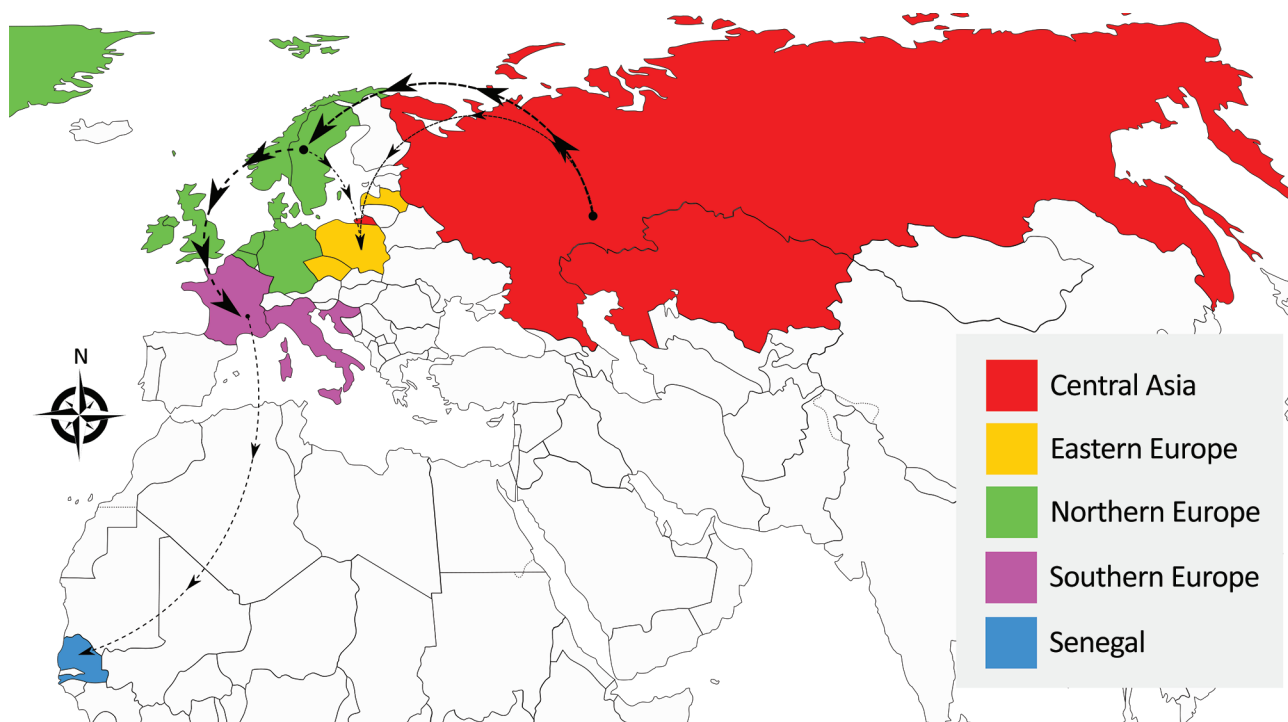 N
Central Asia
Eastern Europe
Northern Europe
Southern Europe
Senegal